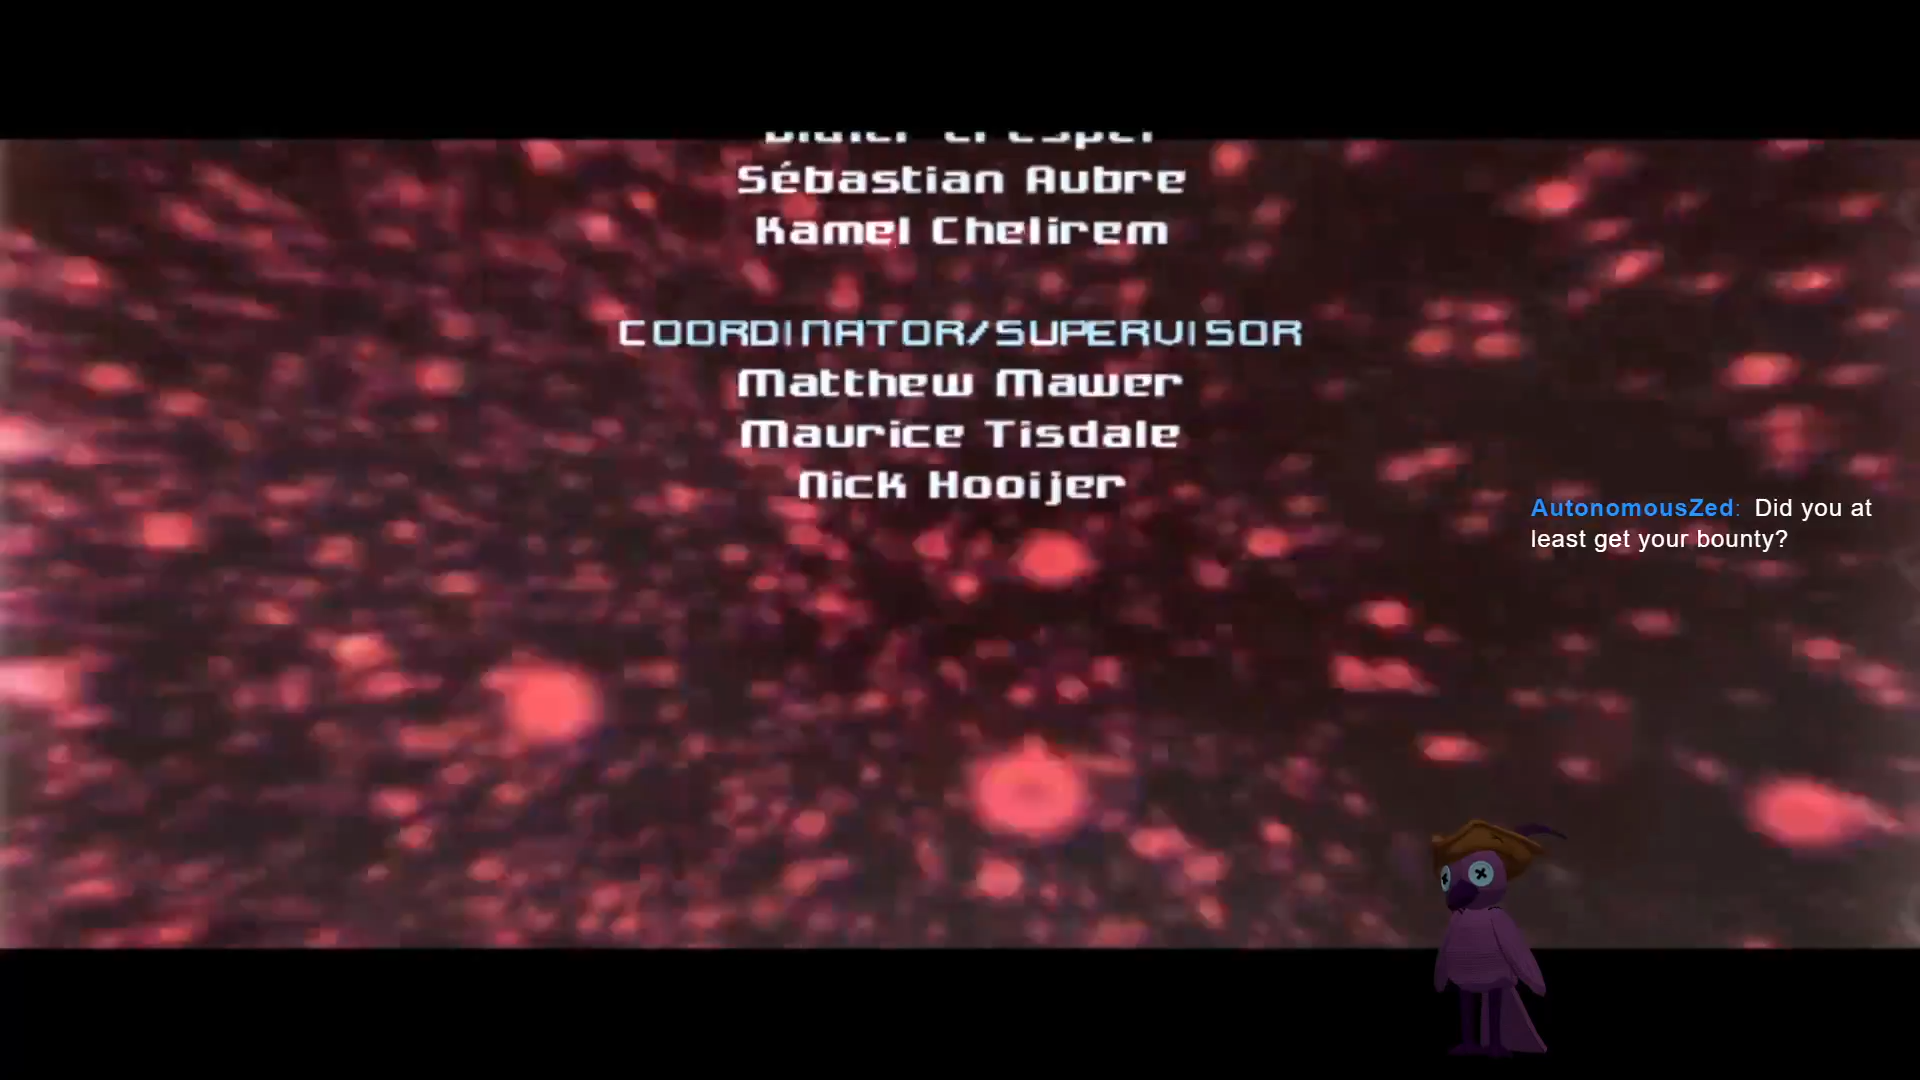 Sébastian Aubre
Kamel Chelirem
COORDINATOR/SUPERVISOR
Matthew Mawer
Maurice Tisdale
Nick Hooijer
AutonomousZed: Did you at
least get your bounty?